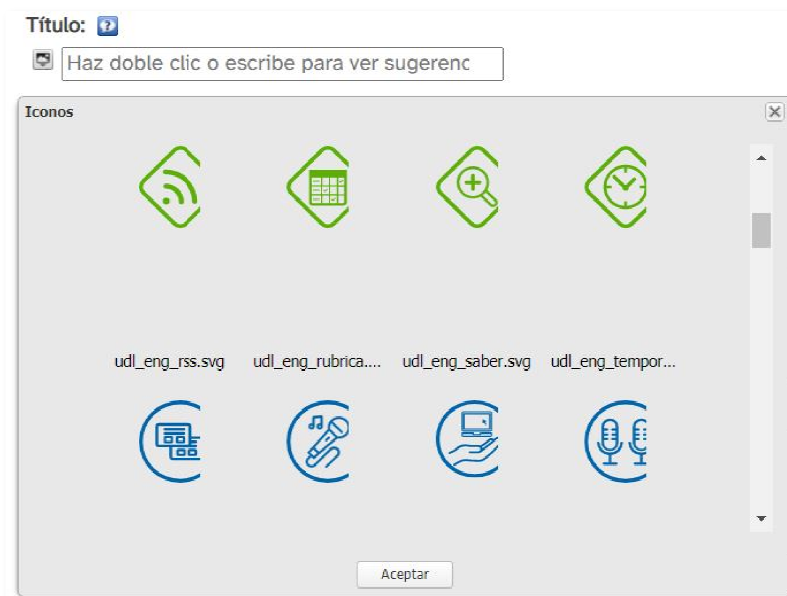 Título:
Haz doble clic o escribe para ver sugerenc
Iconos
udl_eng_rss.svg udl_eng_rubrica.... udl_eng_saber.svg udl_eng_tempor...
Aceptar